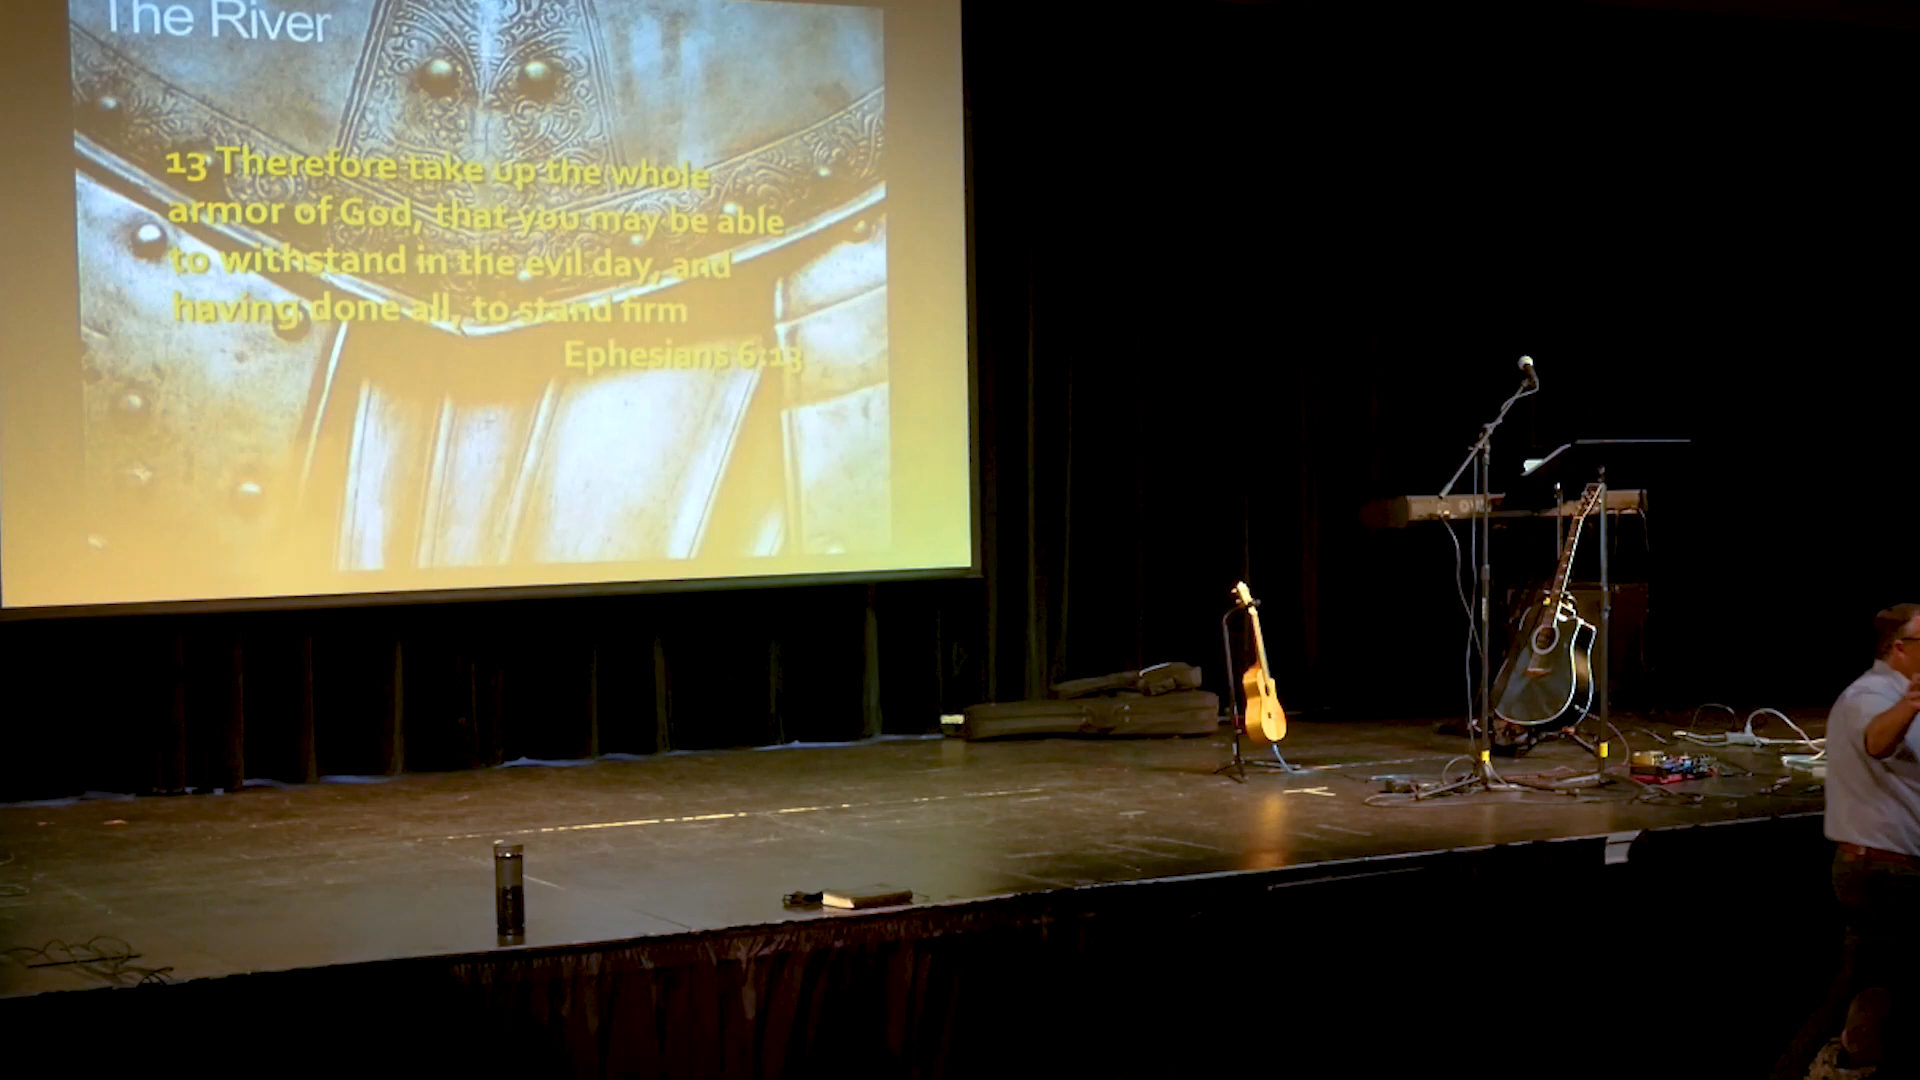 The River
13 Therefore take up the whole
armor of God, that you may be able
to withstand in the evil day, and
having done all, to stand firm
Ephesians 6:13